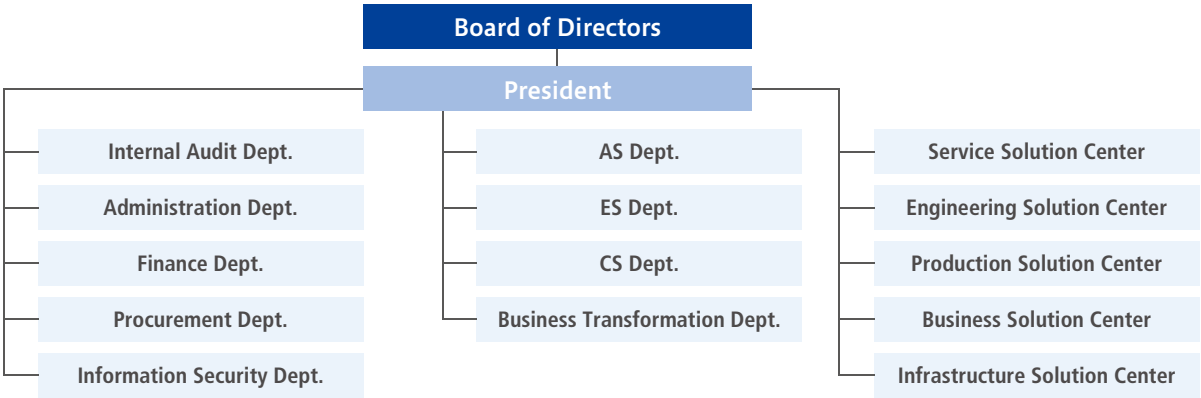 Board of Directors
President
Internal Audit Dept.
Administration Dept.
Finance Dept.
Procurement Dept.
Information Security Dept.
AS Dept.
ES Dept.
CS Dept.
Business Transformation Dept.
Service Solution Center
Engineering Solution Center
Production Solution Center
Business Solution Center
Infrastructure Solution Center